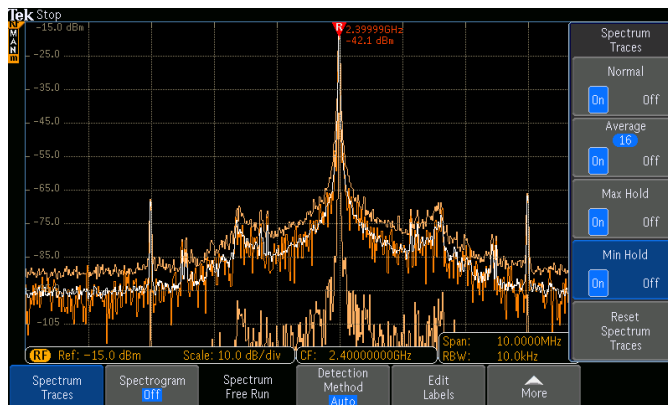 Tek Stop
RF
M
A
N
m
-15.0 dBm
R
2.39999GHz
-42.1 dBm
-25.0
-35.0
-45.0
-55.0
-65.0
-75.0
-85.0
-105
RF Ref: -15.0 dBm Scale: 10.0 dB/div CF: 2.40000000GHz
Span: 10.0000MHz
RBW: 10.0kHz
Spectrum
Traces
Normal
On Off
Average
16
On Off
Max Hold
On Off
Min Hold
On Off
Reset
Spectrum
Traces
Spectrum
Traces
Spectrogram
Off
Spectrum
Free Run
Detection
Method
Auto
Edit
Labels
More